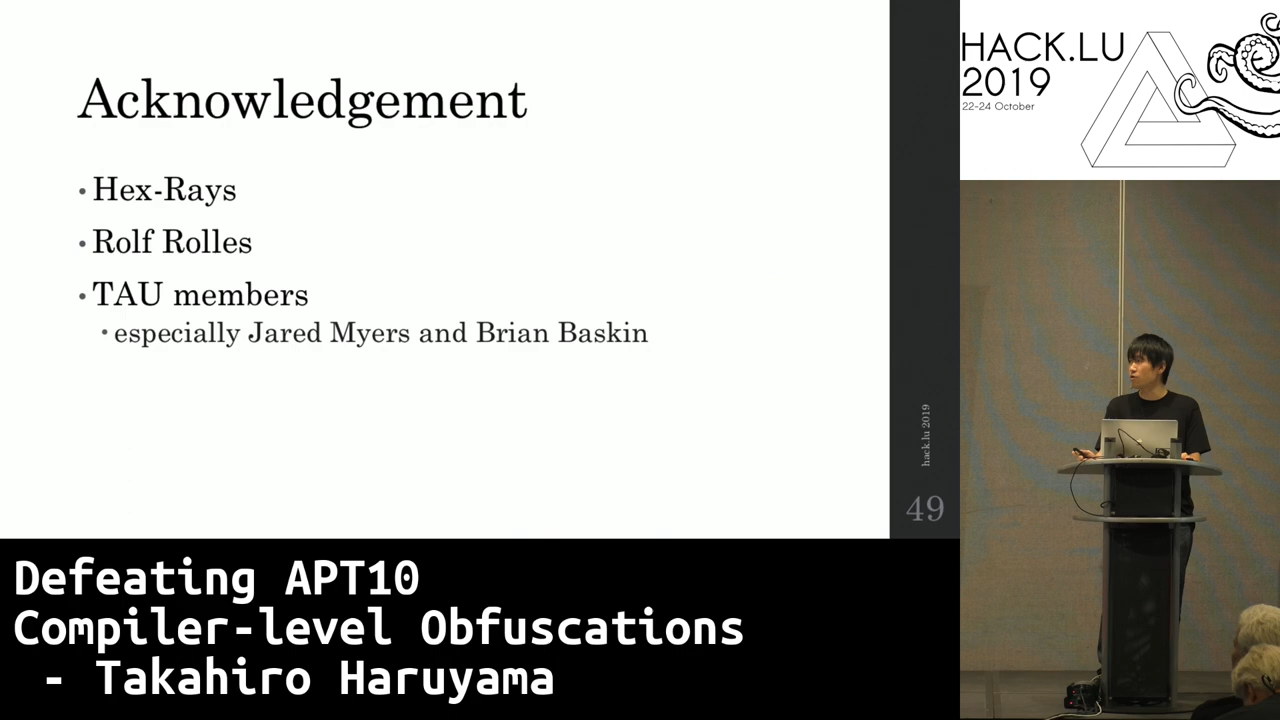 Acknowledgement
• Hex-Rays
• Rolf Rolles
• TAU members
• especially Jared Myers and Brian Baskin
hack.lu 2019
49
HACK.LU
2019
22-24 October
Defeating APT10
Compiler-level Obfuscations
- Takahiro Haruyama